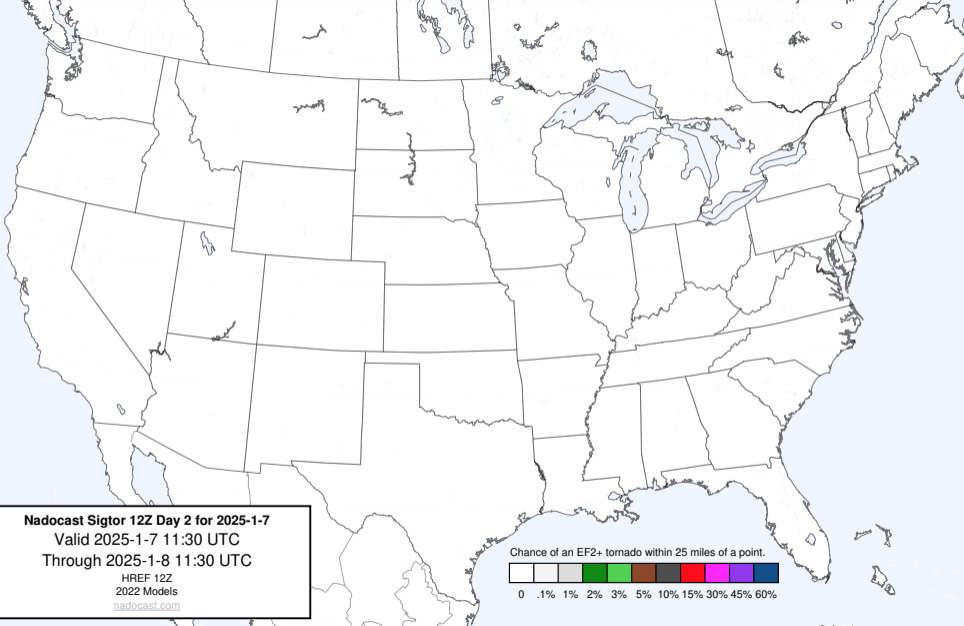 Nadocast Sigtor 12Z Day 2 for 2025-1-7
Valid 2025-1-7 11:30 UTC
Through 2025-1-8 11:30 UTC
HREF 12Z
2022 Models
nadocast.com
Chance of an EF2+ tornado within 25 miles of a point.
0 .1% 1% 2% 3% 5% 10% 15% 30% 45% 60%